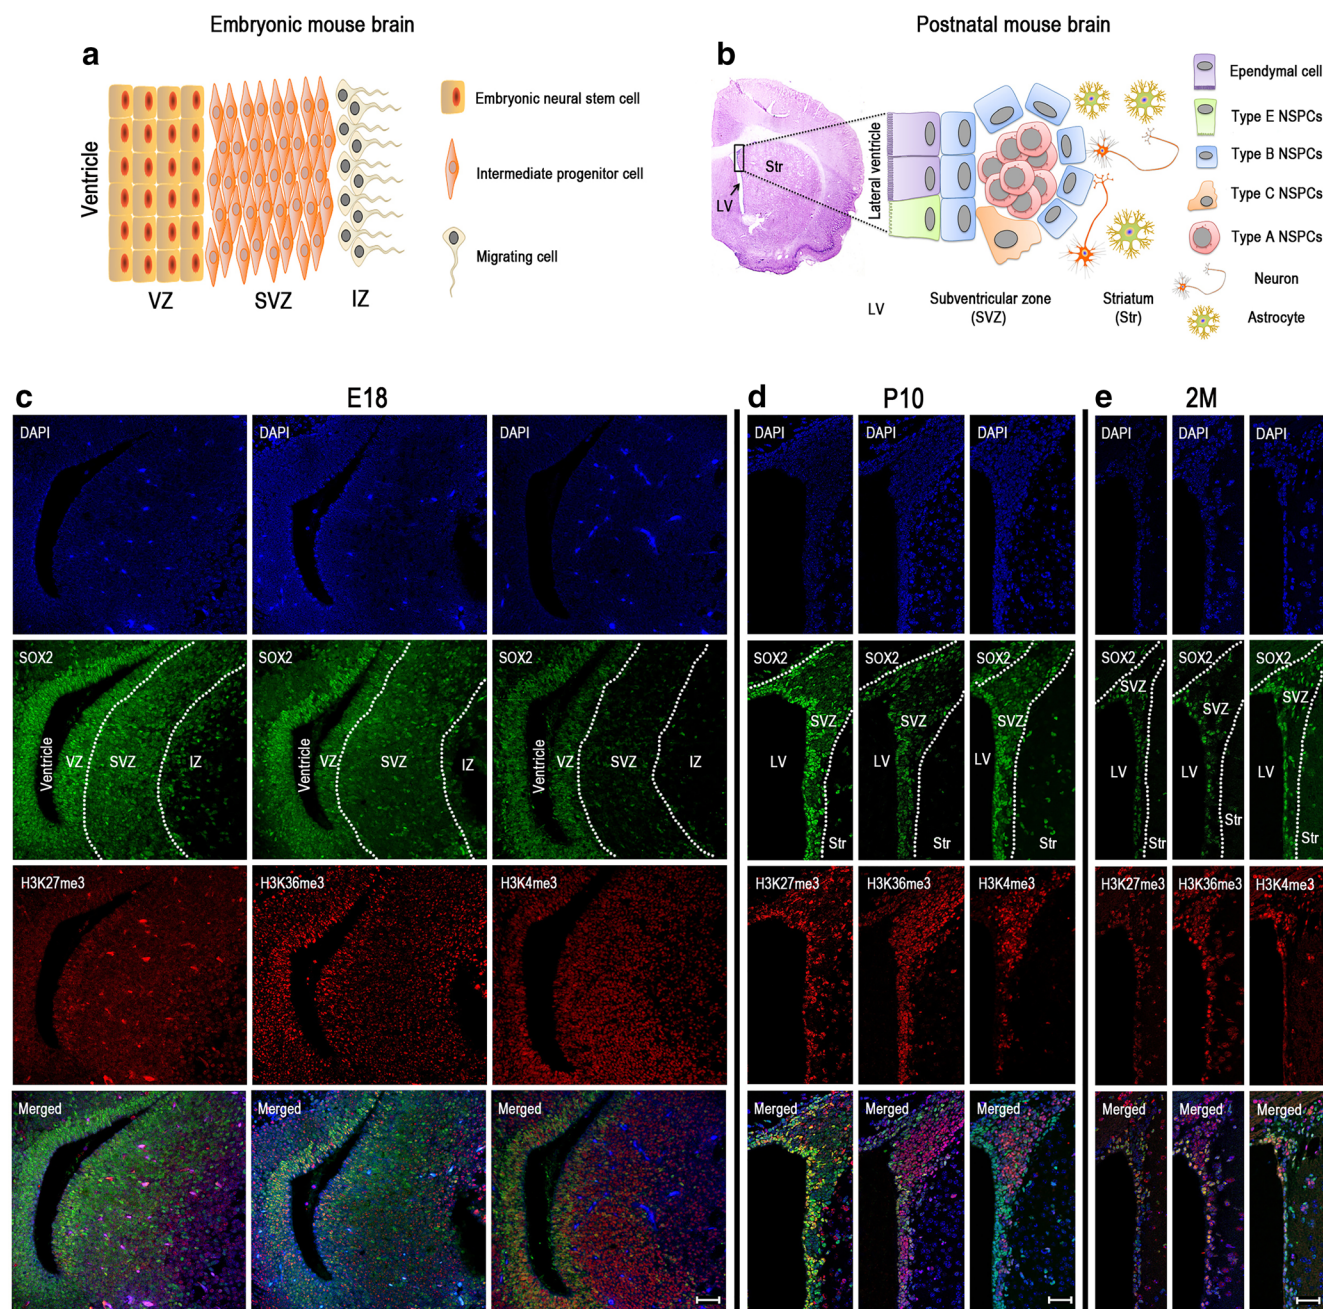 Embryonic mouse brain
Postnatal mouse brain
a
Ventricle
VZ
SVZ
IZ
Embryonic neural stem cell
Intermediate progenitor cell
Migrating cell
b
Str
LV
Lateral ventricle
LV
Subventricular zone
(SVZ)
Striatum
(Str)
Ependymal cell
Type E NSPCs
Type B NSPCs
Type C NSPCs
Type A NSPCs
Neuron
Astrocyte
c
E18
d
P10
e
2M
DAPI
DAPI
DAPI
DAPI
DAPI
DAPI
DAPI
DAPI
DAPI
SOX2
Ventricle
VZ
SVZ
IZ
SOX2
Ventricle
VZ
SVZ
IZ
SOX2
Ventricle
VZ
SVZ
IZ
SOX2
SVZ
LV
Str
SOX2
SVZ
LV
Str
SOX2
SVZ
LV
Str
SOX2
SVZ
LV
Str
SOX2
SVZ
LV
Str
SOX2
SVZ
LV
Str
H3K27me3
H3K36me3
H3K4me3
H3K27me3
H3K36me3
H3K4me3
H3K27me3
H3K36me3
H3K4me3
Merged
Merged
Merged
Merged
Merged
Merged
Merged
Merged
Merged